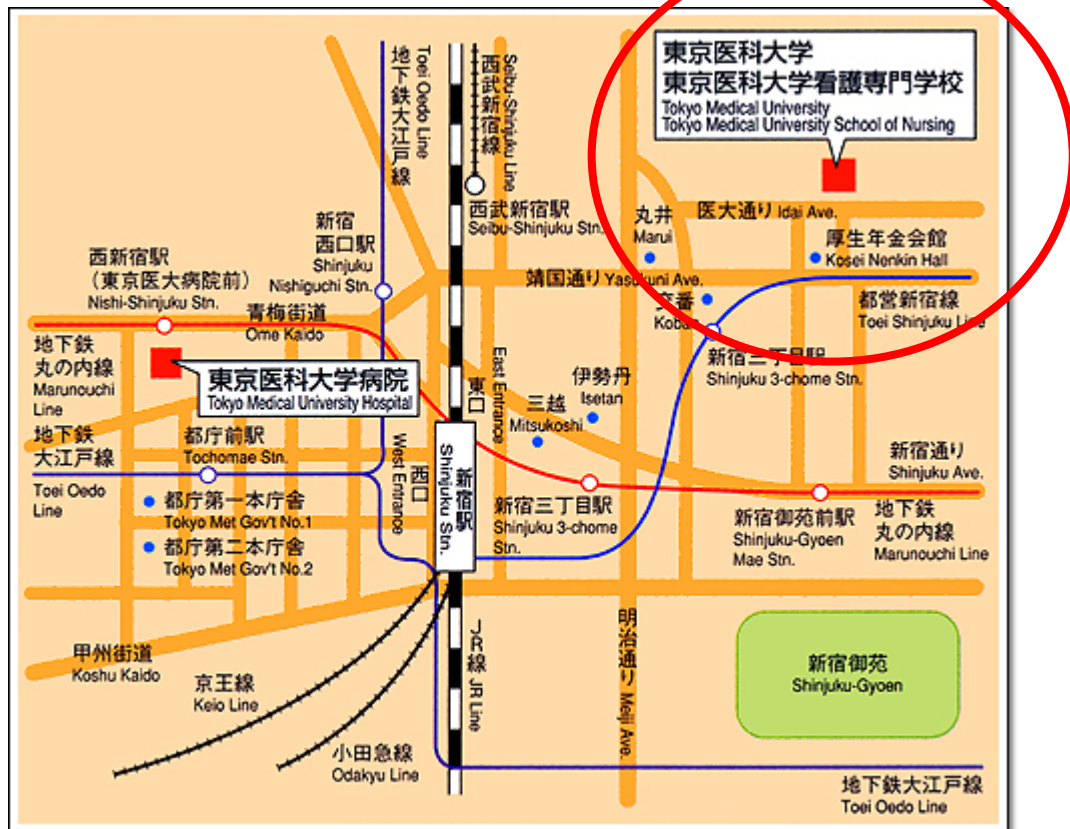 東京医科大学
東京医科大学看護専門学校
Tokyo Medical University
Tokyo Medical University School of Nursing
Toei Oedo Line
地下鉄大江戸線
西武新宿線
Seibu-Shinjuku Line
西武新宿駅
Seibu-Shinjuku Stn.
丸井
Marui
医大通り Idai Ave.
厚生年金会館
Kosei Nenkin Hall
新宿
西口駅
Shinjuku
Nishiguchi Stn.
西新宿駅
(東京医大病院前)
Nishi-Shinjuku Stn.
靖国通り Yasukuni Ave.
交番
Koban
都営新宿線
Toei Shinjuku Line
青梅街道
Ome Kaido
地下鉄
丸の内線
Marunouchi
Line
東京医科大学病院
Tokyo Medical University Hospital
東口
East Entrance
伊勢丹
Isetan
三越
Mitsukoshi
新宿三丁目駅
Shinjuku 3-chome Stn.
地下鉄
大江戸線
Toei Oedo
Line
都庁前駅
Tochomae Stn.
西口
West Entrance
新宿駅
Shinjuku Stn.
新宿通り
Shinjuku Ave.
都庁第一本庁舎
Tokyo Met Gov't No.1
都庁第二本庁舎
Tokyo Met Gov't No.2
新宿三丁目駅
Shinjuku 3-chome
Stn.
新宿御苑前駅
Shinjuku-Gyoen
Mae Stn.
地下鉄
丸の内線
Marunouchi Line
甲州街道
Koshu Kaido
京王線
Keio Line
小田急線
Odakyu Line
JR線 JR Line
明治通り Meiji Ave.
新宿御苑
Shinjuku-Gyoen
地下鉄大江戸線
Toei Oedo Line